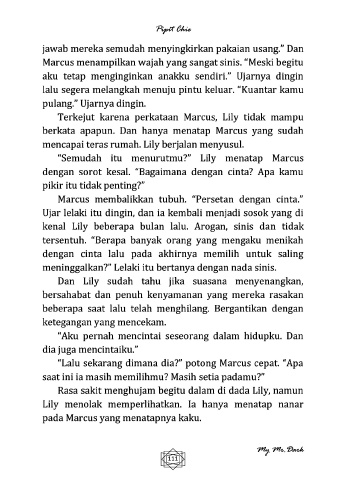 Pipit Chie
jawab mereka semudah menyingkirkan pakaian usang.” Dan
Marcus menampilkan wajah yang sangat sinis. “Meski begitu
aku tetap menginginkan anakku sendiri.” Ujarnya dingin
lalu segera melangkah menuju pintu keluar. “Kuantar kamu
pulang.” Ujarnya dingin.
Terkejut karena perkataan Marcus, Lily tidak mampu
berkata apapun. Dan hanya menatap Marcus yang sudah
mencapai teras rumah. Lily berjalan menyusul.
“Semudah itu menurutmu?” Lily menatap Marcus
dengan sorot kesal. “Bagaimana dengan cinta? Apa kamu
pikir itu tidak penting?”
Marcus membalikkan tubuh. “Persetan dengan cinta.”
Ujar lelaki itu dingin, dan ia kembali menjadi sosok yang di
kenal Lily beberapa bulan lalu. Arogan, sinis dan tidak
tersentuh. “Berapa banyak orang yang mengaku menikah
dengan cinta lalu pada akhirnya memilih untuk saling
meninggalkan?” Lelaki itu bertanya dengan nada sinis.
Dan Lily sudah tahu jika suasana menyenangkan,
bersahabat dan penuh kenyamanan yang mereka rasakan
beberapa saat lalu telah menghilang. Bergantikan dengan
ketegangan yang mencekam.
“Aku pernah mencintai seseorang dalam hidupku. Dan
dia juga mencintaiku.”
“Lalu sekarang dimana dia?” potong Marcus cepat. “Apa
saat ini ia masih memilihmu? Masih setia padamu?”
Rasa sakit menghujam begitu dalam di dada Lily, namun
Lily menolak memperlihatkan. Ia hanya menatap nanar
pada Marcus yang menatapnya kaku.
111
My Mr. Dark